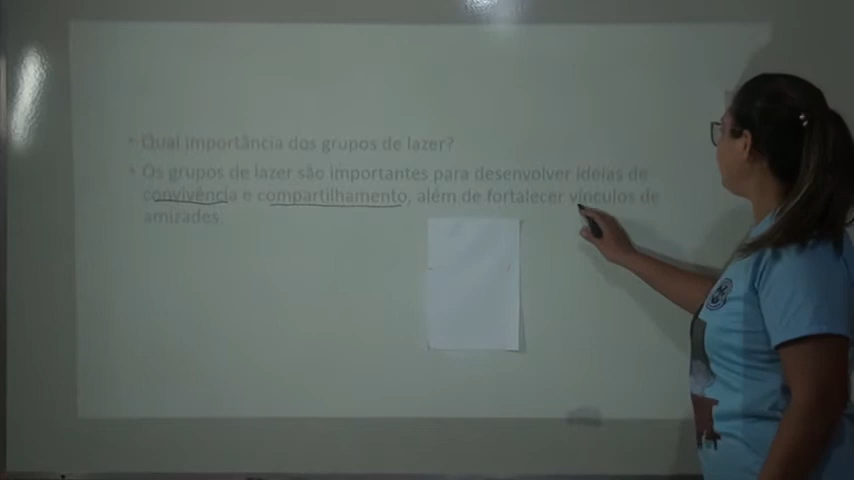 • Qual importância dos grupos de lazer?
• Os grupos de lazer são importantes para desenvolver ideias de
convivência e compartilhamento, além de fortalecer vínculos de
amizades.